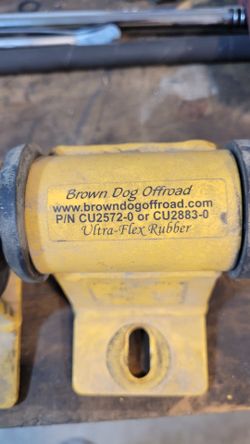 Brown Dog Offroad
www.browndogoffroad.com
P/N CU2572-0 or CU2883-0
Ultra-Flex Rubber